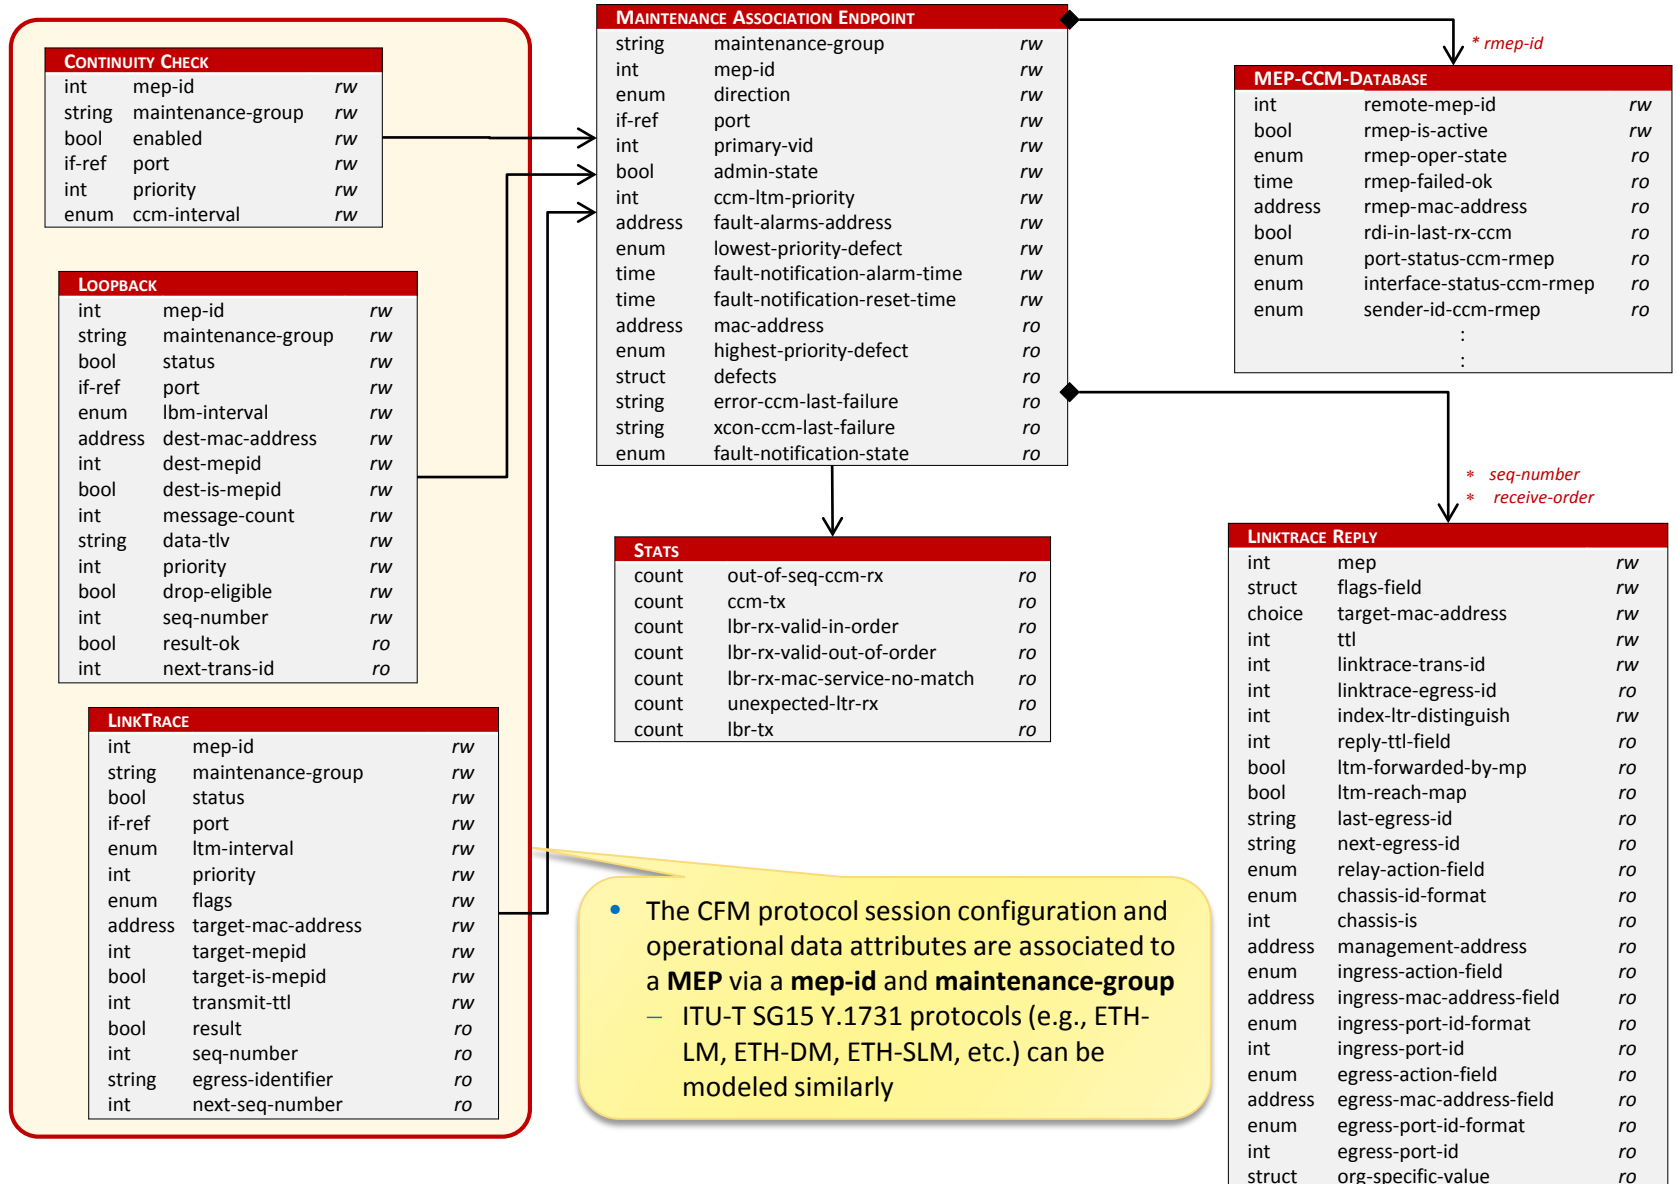 CONTINUITY CHECK
int mep-id rw
string maintenance-group rw
bool enabled rw
if-ref port rw
int priority rw
enum ccm-interval rw
LOOPBACK
int mep-id rw
string maintenance-group rw
bool status rw
if-ref port rw
enum lbm-interval rw
address dest-mac-address rw
int dest-mepid rw
bool dest-is-mepid rw
int message-count rw
string data-tlv rw
int priority rw
bool drop-eligible rw
int seq-number rw
bool result-ok ro
int next-trans-id ro
LINKTRACE
int mep-id rw
string maintenance-group rw
bool status rw
if-ref port rw
enum ltm-interval rw
int priority rw
enum flags rw
address target-mac-address rw
int target-mepid rw
bool target-is-mepid rw
int transmit-ttl rw
bool result ro
int seq-number ro
string egress-identifier ro
int next-seq-number ro
MAINTENANCE ASSOCIATION ENDPOINT
string maintenance-group rw
int mep-id rw
enum direction rw
if-ref port rw
int primary-vid rw
bool admin-state rw
int ccm-ltm-priority rw
address fault-alarms-address rw
enum lowest-priority-defect rw
time fault-notification-alarm-time rw
time fault-notification-reset-time rw
address mac-address ro
enum highest-priority-defect ro
struct defects ro
string error-ccm-last-failure ro
string xcon-ccm-last-failure ro
enum fault-notification-state ro
STATS
count out-of-seq-ccm-rx ro
count ccm-tx ro
count lbr-rx-valid-in-order ro
count lbr-rx-valid-out-of-order ro
count lbr-rx-mac-service-no-match ro
count unexpected-ltr-rx ro
count lbr-tx ro
• The CFM protocol session configuration and
operational data attributes are associated to
a MEP via a mep-id and maintenance-group
– ITU-T SG15 Y.1731 protocols (e.g., ETH-
LM, ETH-DM, ETH-SLM, etc.) can be
modeled similarly
* rmep-id
MEP-CCM-DATABASE
int remote-mep-id rw
bool rmep-is-active rw
enum rmep-oper-state ro
time rmep-failed-ok ro
address rmep-mac-address ro
bool rdi-in-last-rx-ccm ro
enum port-status-ccm-rmep ro
enum interface-status-ccm-rmep ro
enum sender-id-ccm-rmep ro
:
:
* seq-number
* receive-order
LINKTRACE REPLY
int mep rw
struct flags-field rw
choice target-mac-address rw
int ttl rw
int linktrace-trans-id rw
int linktrace-egress-id ro
int index-ltr-distinguish rw
int reply-ttl-field ro
bool ltm-forwarded-by-mp ro
bool ltm-reach-map ro
string last-egress-id ro
string next-egress-id ro
enum relay-action-field ro
enum chassis-id-format ro
int chassis-is ro
address management-address ro
enum ingress-action-field ro
address ingress-mac-address-field ro
enum ingress-port-id-format ro
int ingress-port-id ro
enum egress-action-field ro
address egress-mac-address-field ro
enum egress-port-id-format ro
int egress-port-id ro
struct org-specific-value ro